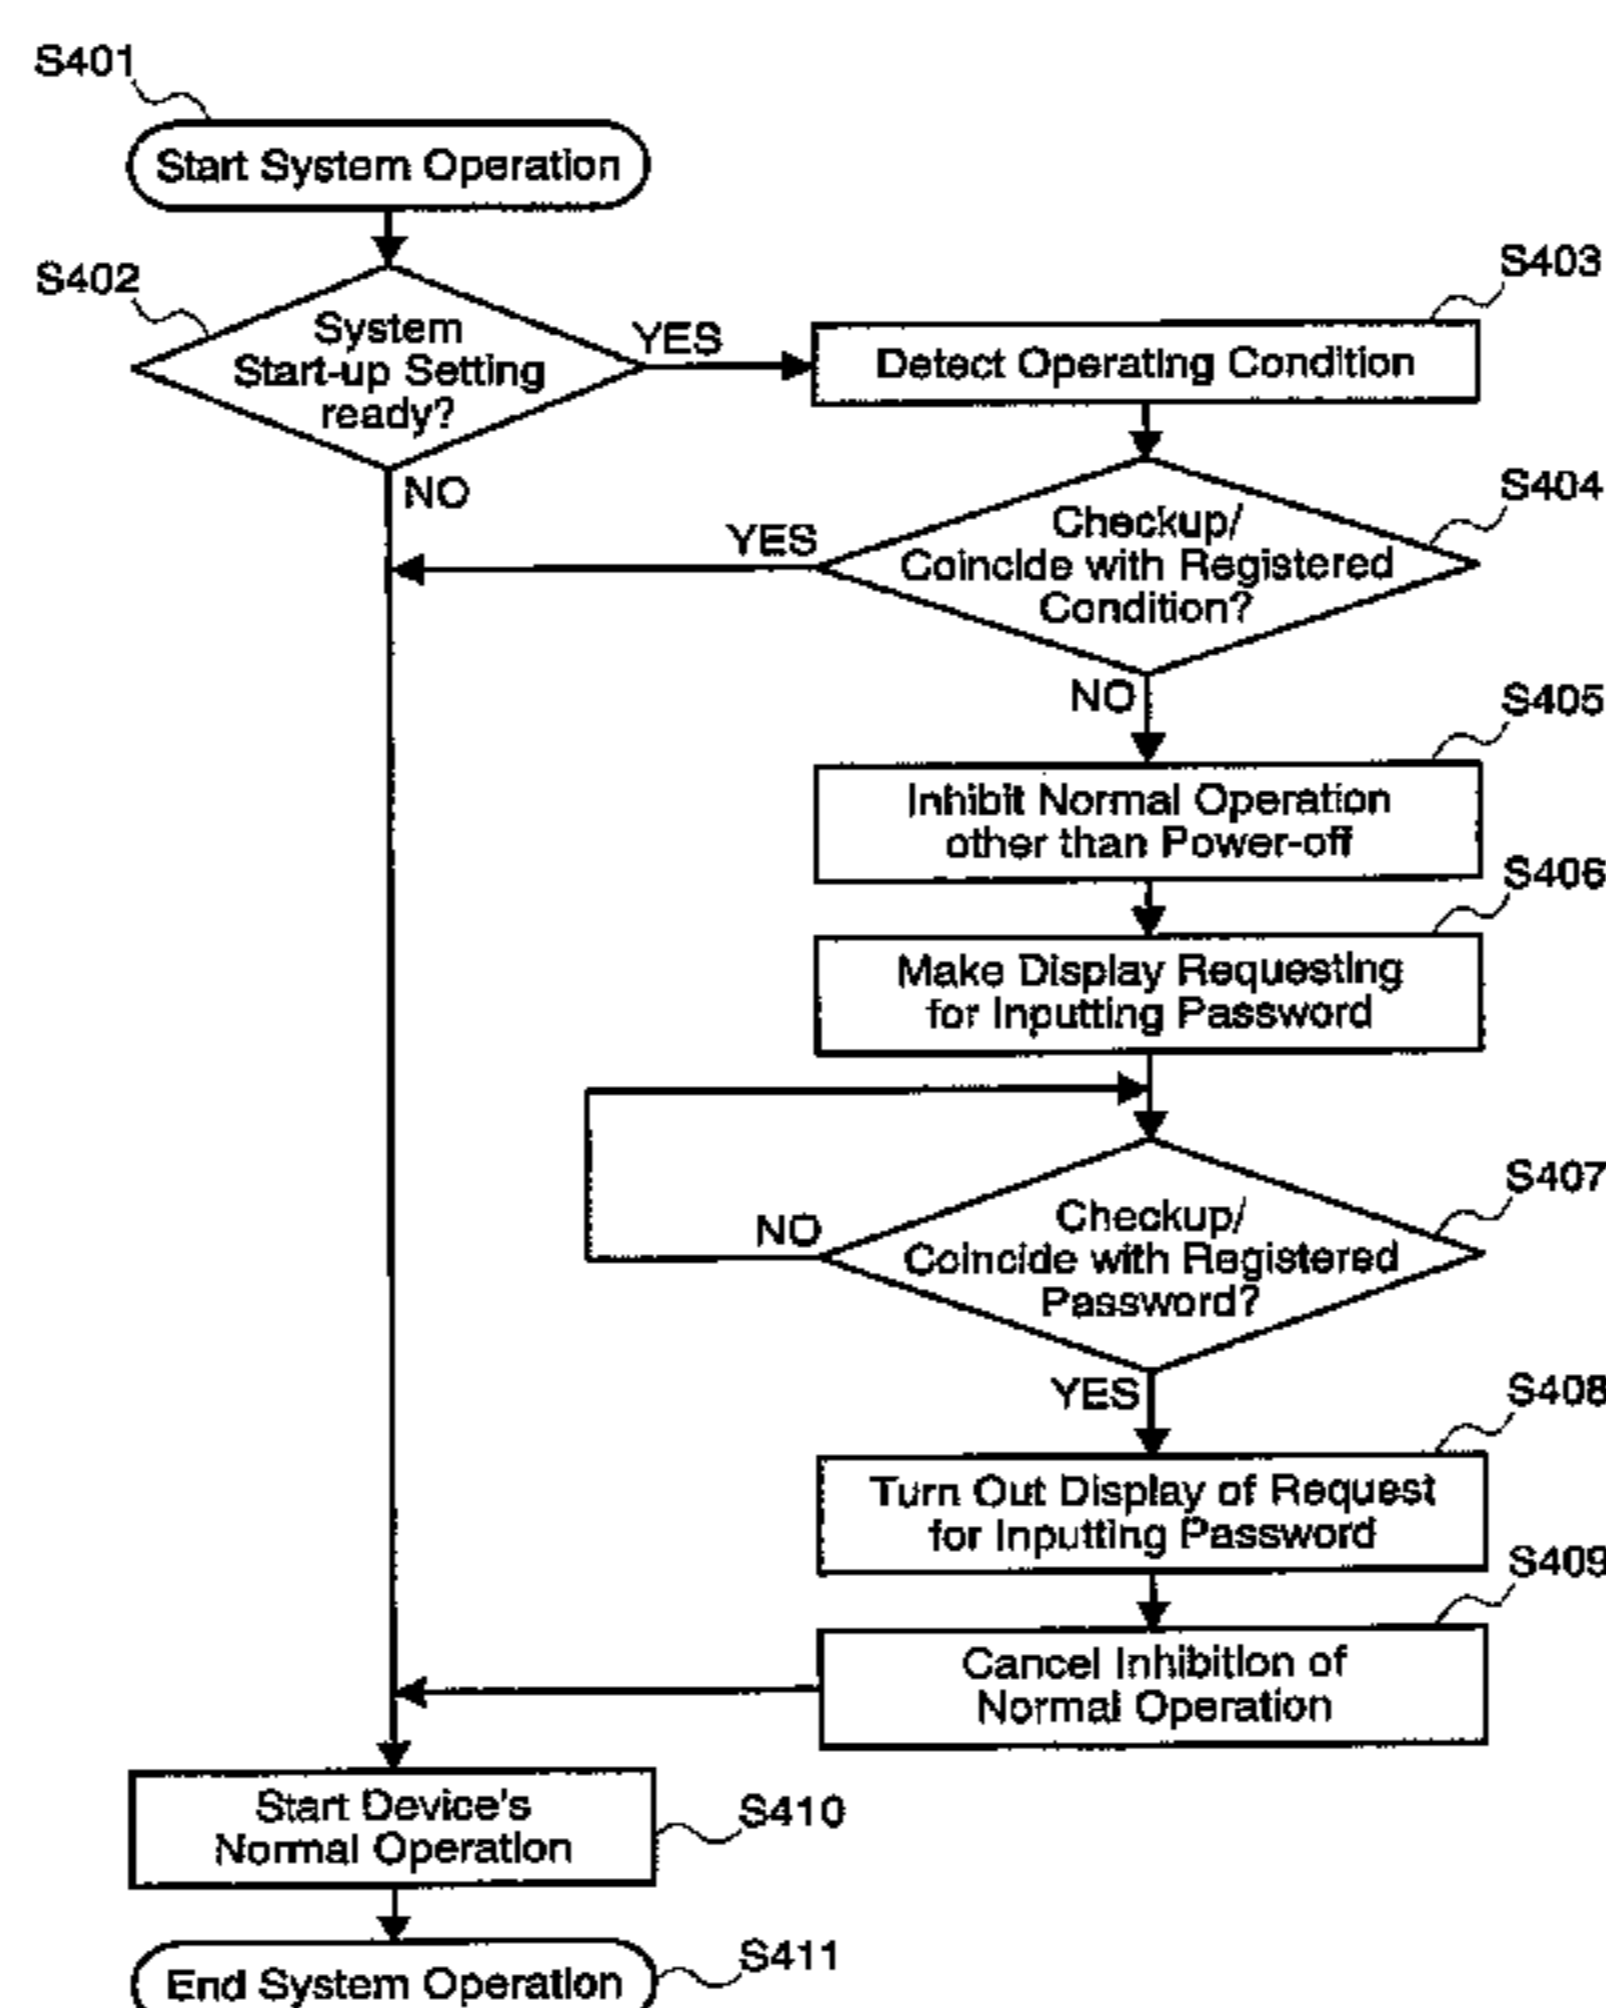 S401
Start System Operation
S402
System
Start-up Setting
ready?
YES
NO
S403
Detect Operating Condition
S404
Checkup/
Coincide with Registered
Condition?
YES
NO
S405
Inhibit Normal Operation
other than Power-off
S406
Make Display Requesting
for Inputting Password
S407
Checkup/
Coincide with Registered
Password?
NO
YES
S408
Turn Out Display of Request
for Inputting Password
S409
Cancel Inhibition of
Normal Operation
Start Device's
Normal Operation
S410
End System Operation
S411